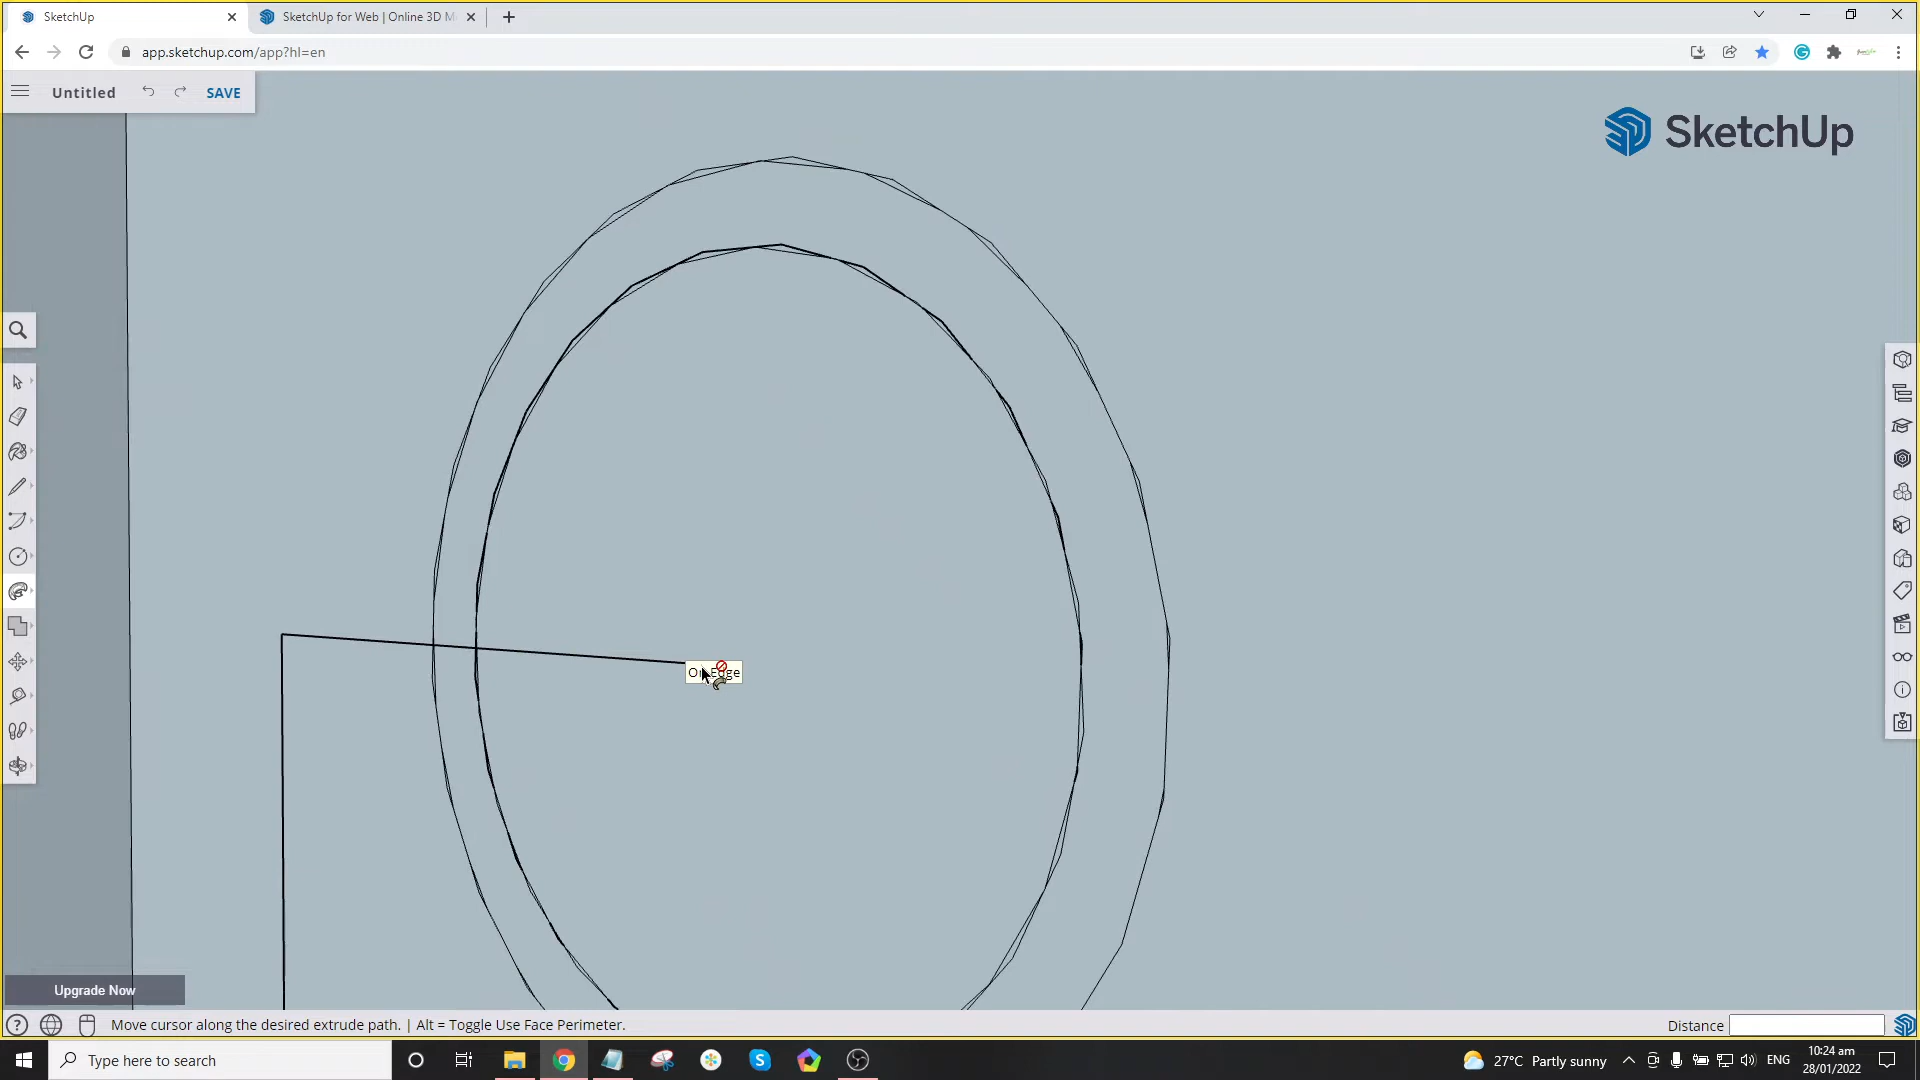 SketchUp
SketchUp for Web | Online 3D M
app.sketchup.com/app?hl=en
Untitled
SAVE
SketchUp
On Edge
Upgrade Now
Move cursor along the desired extrude path. | Alt = Toggle Use Face Perimeter.
Distance
Type here to search
27°C Partly sunny
ENG
10:24 am
28/01/2022